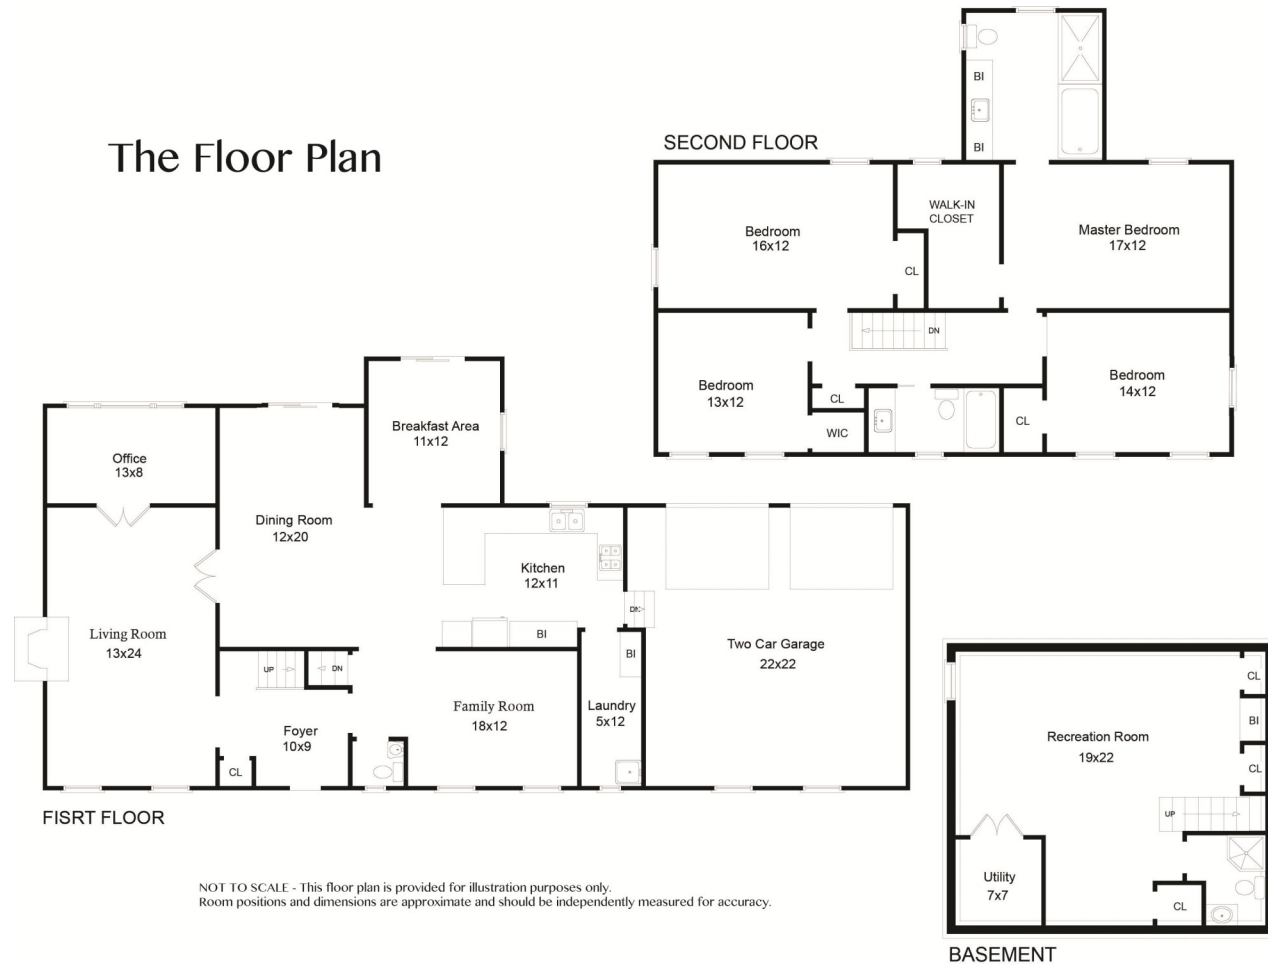 The Floor Plan
SECOND FLOOR
BI
BI
Bedroom
16x12
CL
WALK-IN
CLOSET
Master Bedroom
17x12
DN
Bedroom
13x12
CL
WIC
CL
Bedroom
14x12
Office
13x8
Breakfast Area
11x12
Dining Room
12x20
Kitchen
12x11
BI
DN
Living Room
13x24
UP
DN
Foyer
10x9
CL
Family Room
18x12
BI
Laundry
5x12
Two Car Garage
22x22
FISRT FLOOR
CL
BI
CL
Recreation Room
19x22
UP
Utility
7x7
CL
BASEMENT
NOT TO SCALE - This floor plan is provided for illustration purposes only.
Room positions and dimensions are approximate and should be independently measured for accuracy.